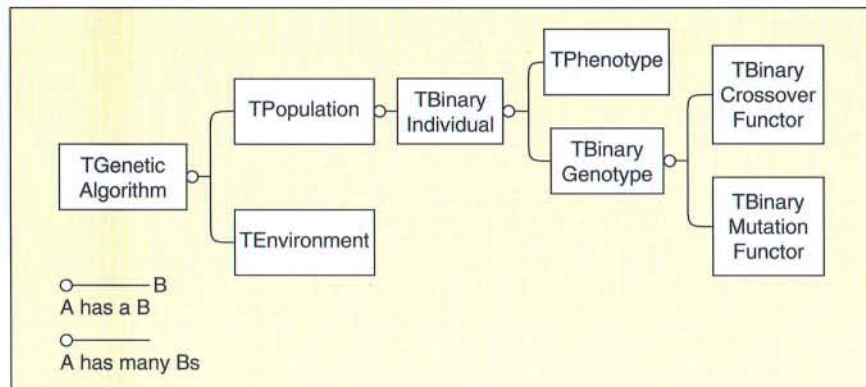 TGenetic
Algorithm
TPopulation
TEnvironment
TBinary
Individual
TPhenotype
TBinary
Genotype
TBinary
Crossover
Functor
TBinary
Mutation
Functor
B
A has a B
A has many Bs